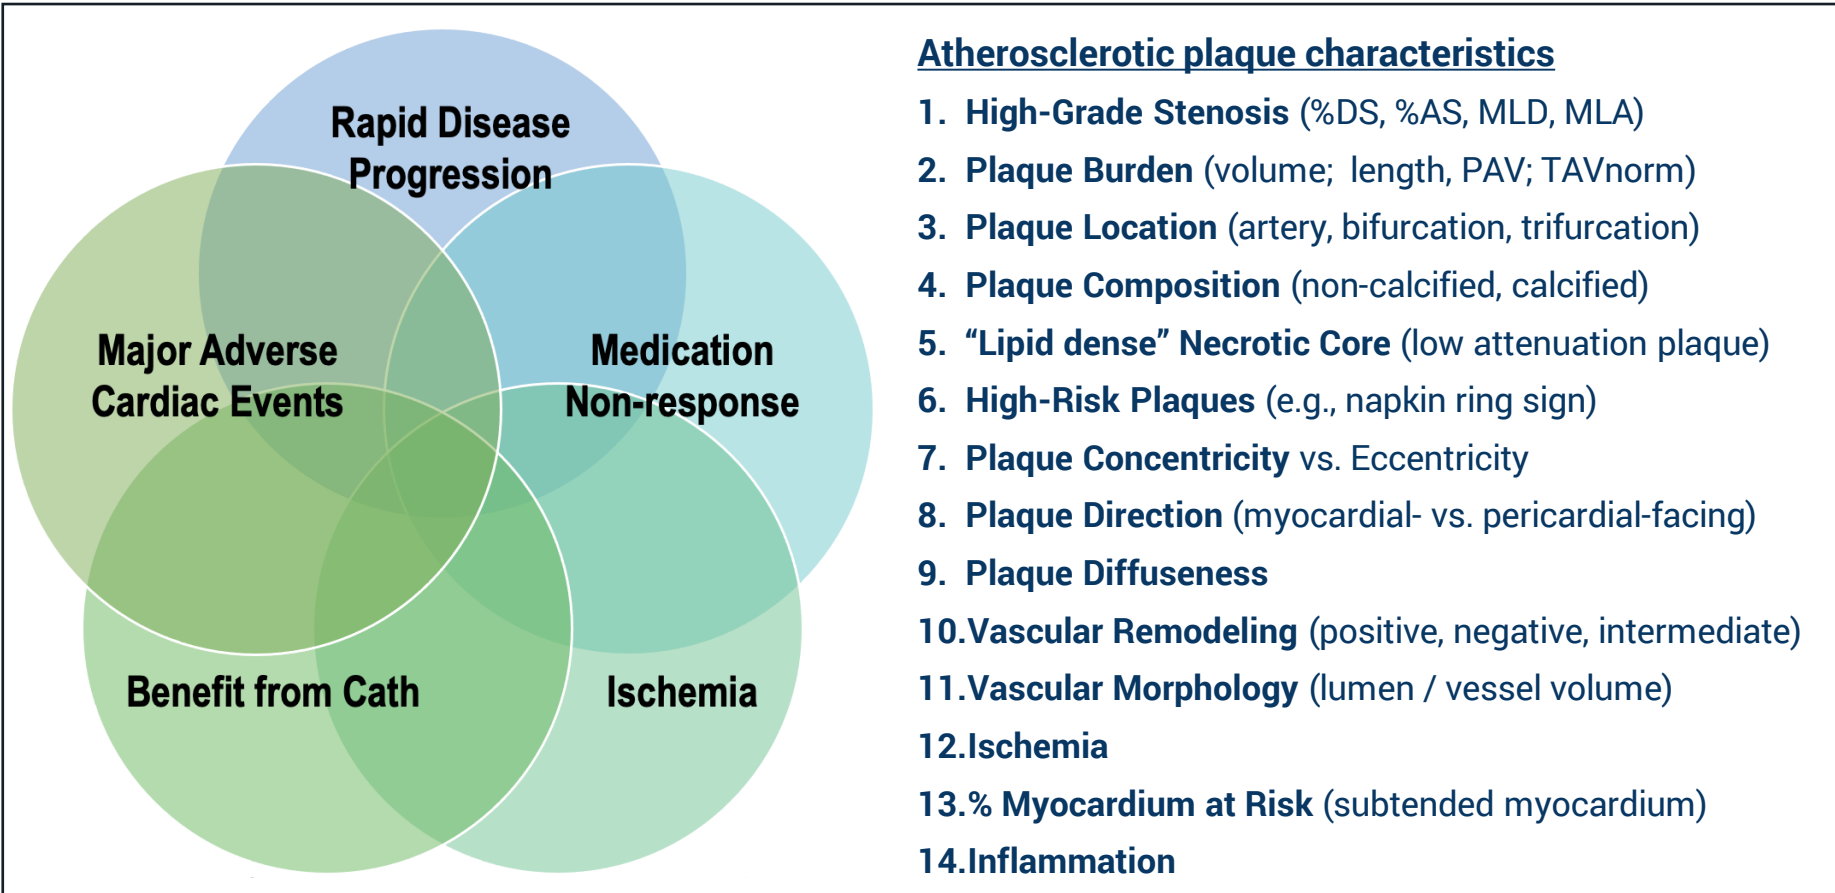 Rapid Disease
Progression
Major Adverse
Cardiac Events
Medication
Non-response
Benefit from Cath
Ischemia
Atherosclerotic plaque characteristics
1. High-Grade Stenosis (%DS, %AS, MLD, MLA)
2. Plaque Burden (volume; length, PAV; TAVnorm)
3. Plaque Location (artery, bifurcation, trifurcation)
4. Plaque Composition (non-calcified, calcified)
5. “Lipid dense” Necrotic Core (low attenuation plaque)
6. High-Risk Plaques (e.g., napkin ring sign)
7. Plaque Concentricity vs. Eccentricity
8. Plaque Direction (myocardial- vs. pericardial-facing)
9. Plaque Diffuseness
10.Vascular Remodeling (positive, negative, intermediate)
11.Vascular Morphology (lumen / vessel volume)
12.Ischemia
13.% Myocardium at Risk (subtended myocardium)
14.Inflammation